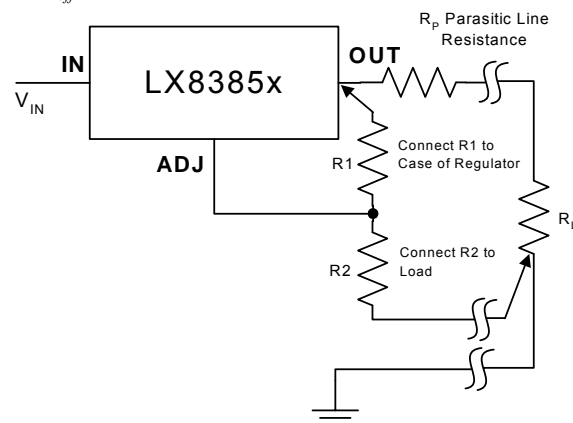 R_P Parasitic Line
Resistance
OUT
IN
LX8385x
V_IN
ADJ
R1
Connect R1 to
Case of Regulator
R2
Connect R2 to
Load